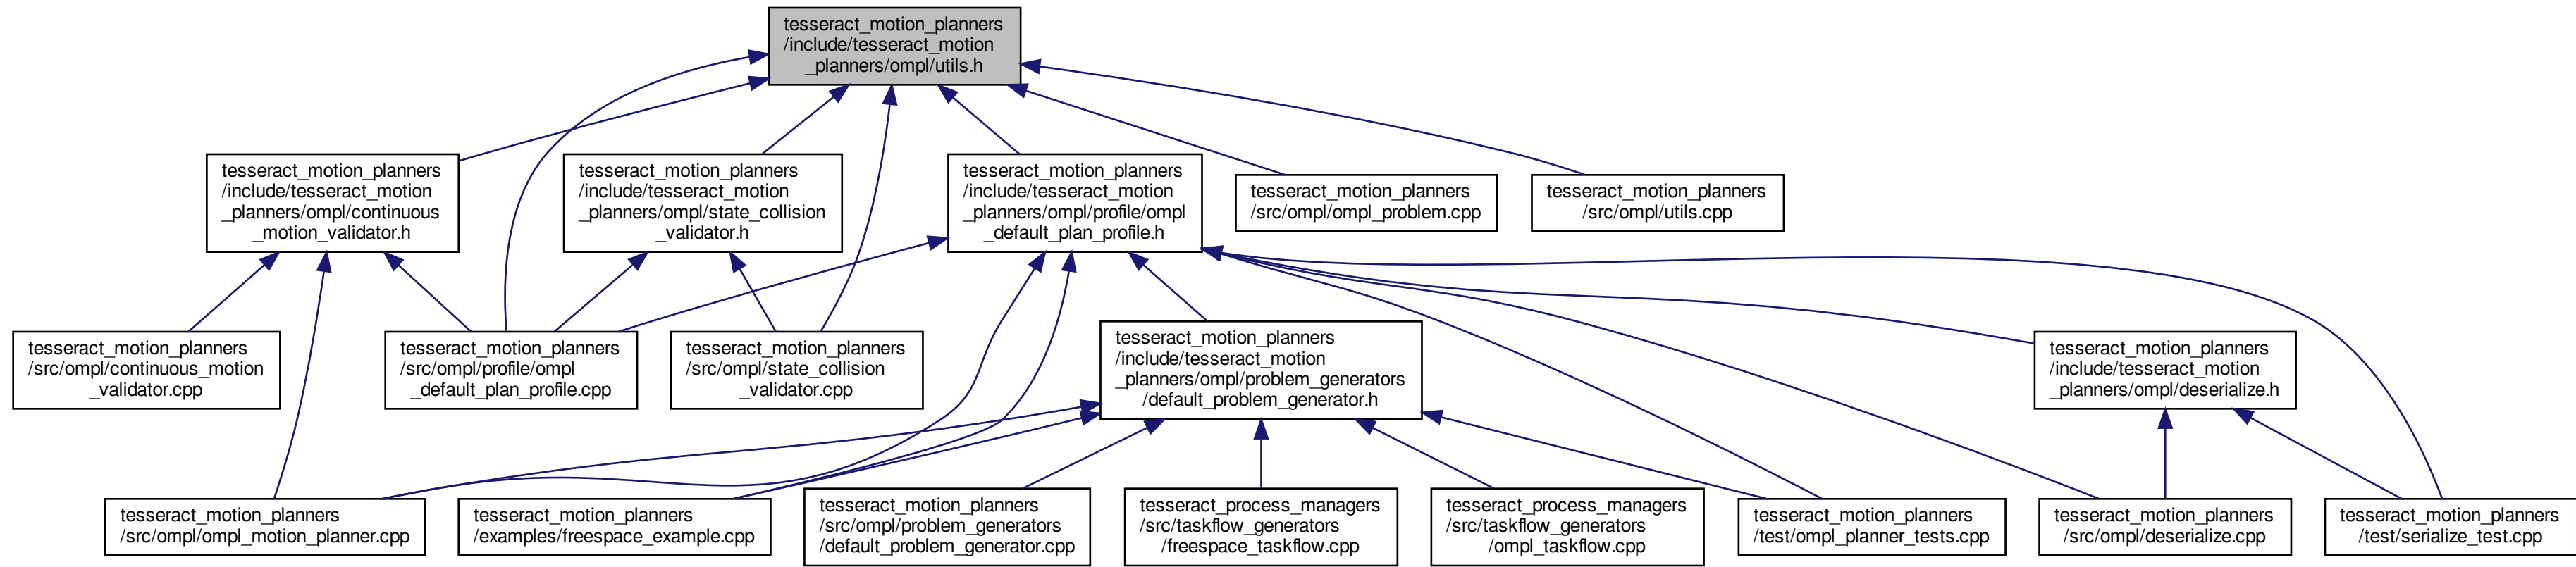 tesseract_motion_planners
/include/tesseract_motion
_planners/ompl/utils.h
tesseract_motion_planners
/include/tesseract_motion
_planners/ompl/continuous
_motion_validator.h
tesseract_motion_planners
/include/tesseract_motion
_planners/ompl/state_collision
_validator.h
tesseract_motion_planners
/include/tesseract_motion
_planners/ompl/profile/ompl
_default_plan_profile.h
tesseract_motion_planners
/src/ompl/ompl_problem.cpp
tesseract_motion_planners
/src/ompl/utils.cpp
tesseract_motion_planners
/src/ompl/continuous_motion
_validator.cpp
tesseract_motion_planners
/src/ompl/profile/ompl
_default_plan_profile.cpp
tesseract_motion_planners
/src/ompl/state_collision
_validator.cpp
tesseract_motion_planners
/include/tesseract_motion
_planners/ompl/problem_generators
/default_problem_generator.h
tesseract_motion_planners
/include/tesseract_motion
_planners/ompl/deserialize.h
tesseract_motion_planners
/src/ompl/ompl_motion_planner.cpp
tesseract_motion_planners
/examples/freespace_example.cpp
tesseract_motion_planners
/src/ompl/problem_generators
/default_problem_generator.cpp
tesseract_process_managers
/src/taskflow_generators
/freespace_taskflow.cpp
tesseract_process_managers
/src/taskflow_generators
/ompl_taskflow.cpp
tesseract_motion_planners
/test/ompl_planner_tests.cpp
tesseract_motion_planners
/src/ompl/deserialize.cpp
tesseract_motion_planners
/test/serialize_test.cpp